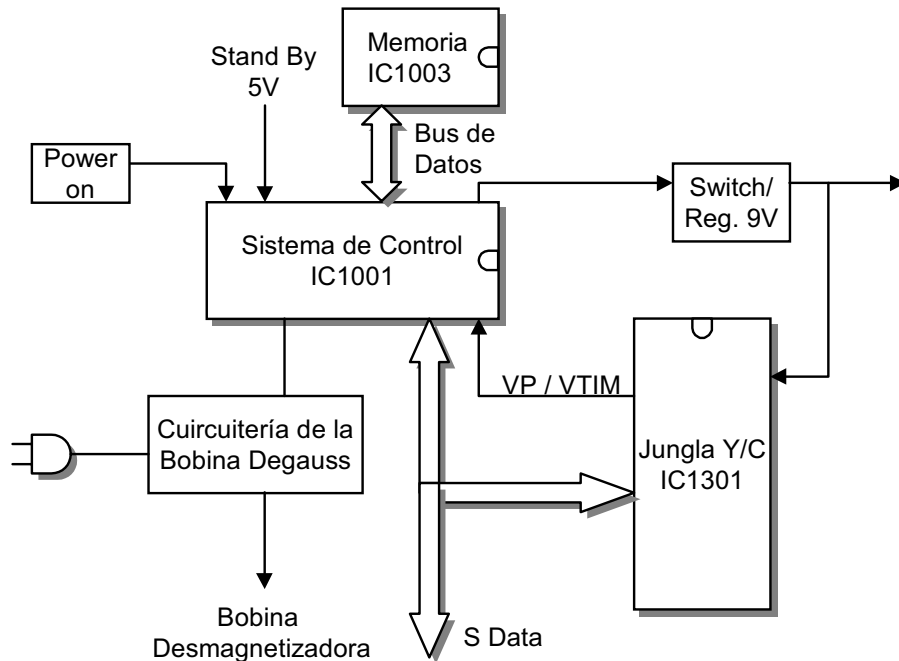 Memoria
IC1003
Stand By
5V
Bus de
Datos
Power
on
Switch/
Reg. 9V
Sistema de Control
IC1001
VP / VTIM
Cuircuitería de la
Bobina Degauss
Jungla Y/C
IC1301
Bobina
Desmagnetizadora
S Data